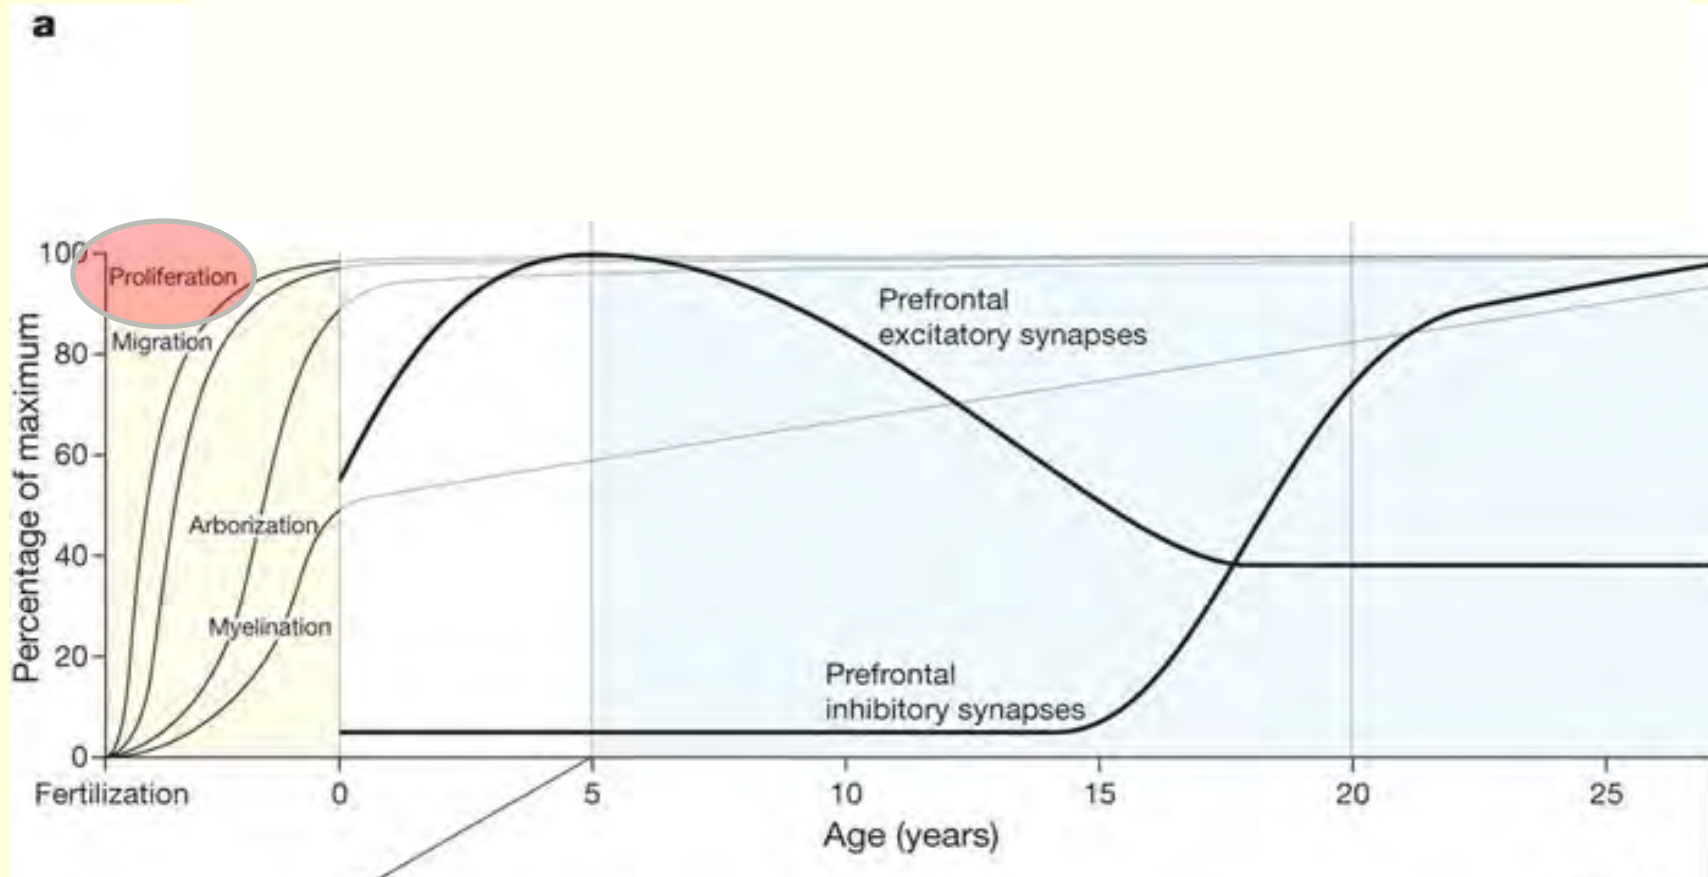 a
100
Proliferation
Migration
80
Prefrontal
excitatory synapses
60
Arborization
40
Myelination
20
Prefrontal
inhibitory synapses
0
Percentage of maximum
Fertilization 0 5 10 15 20 25
Age (years)